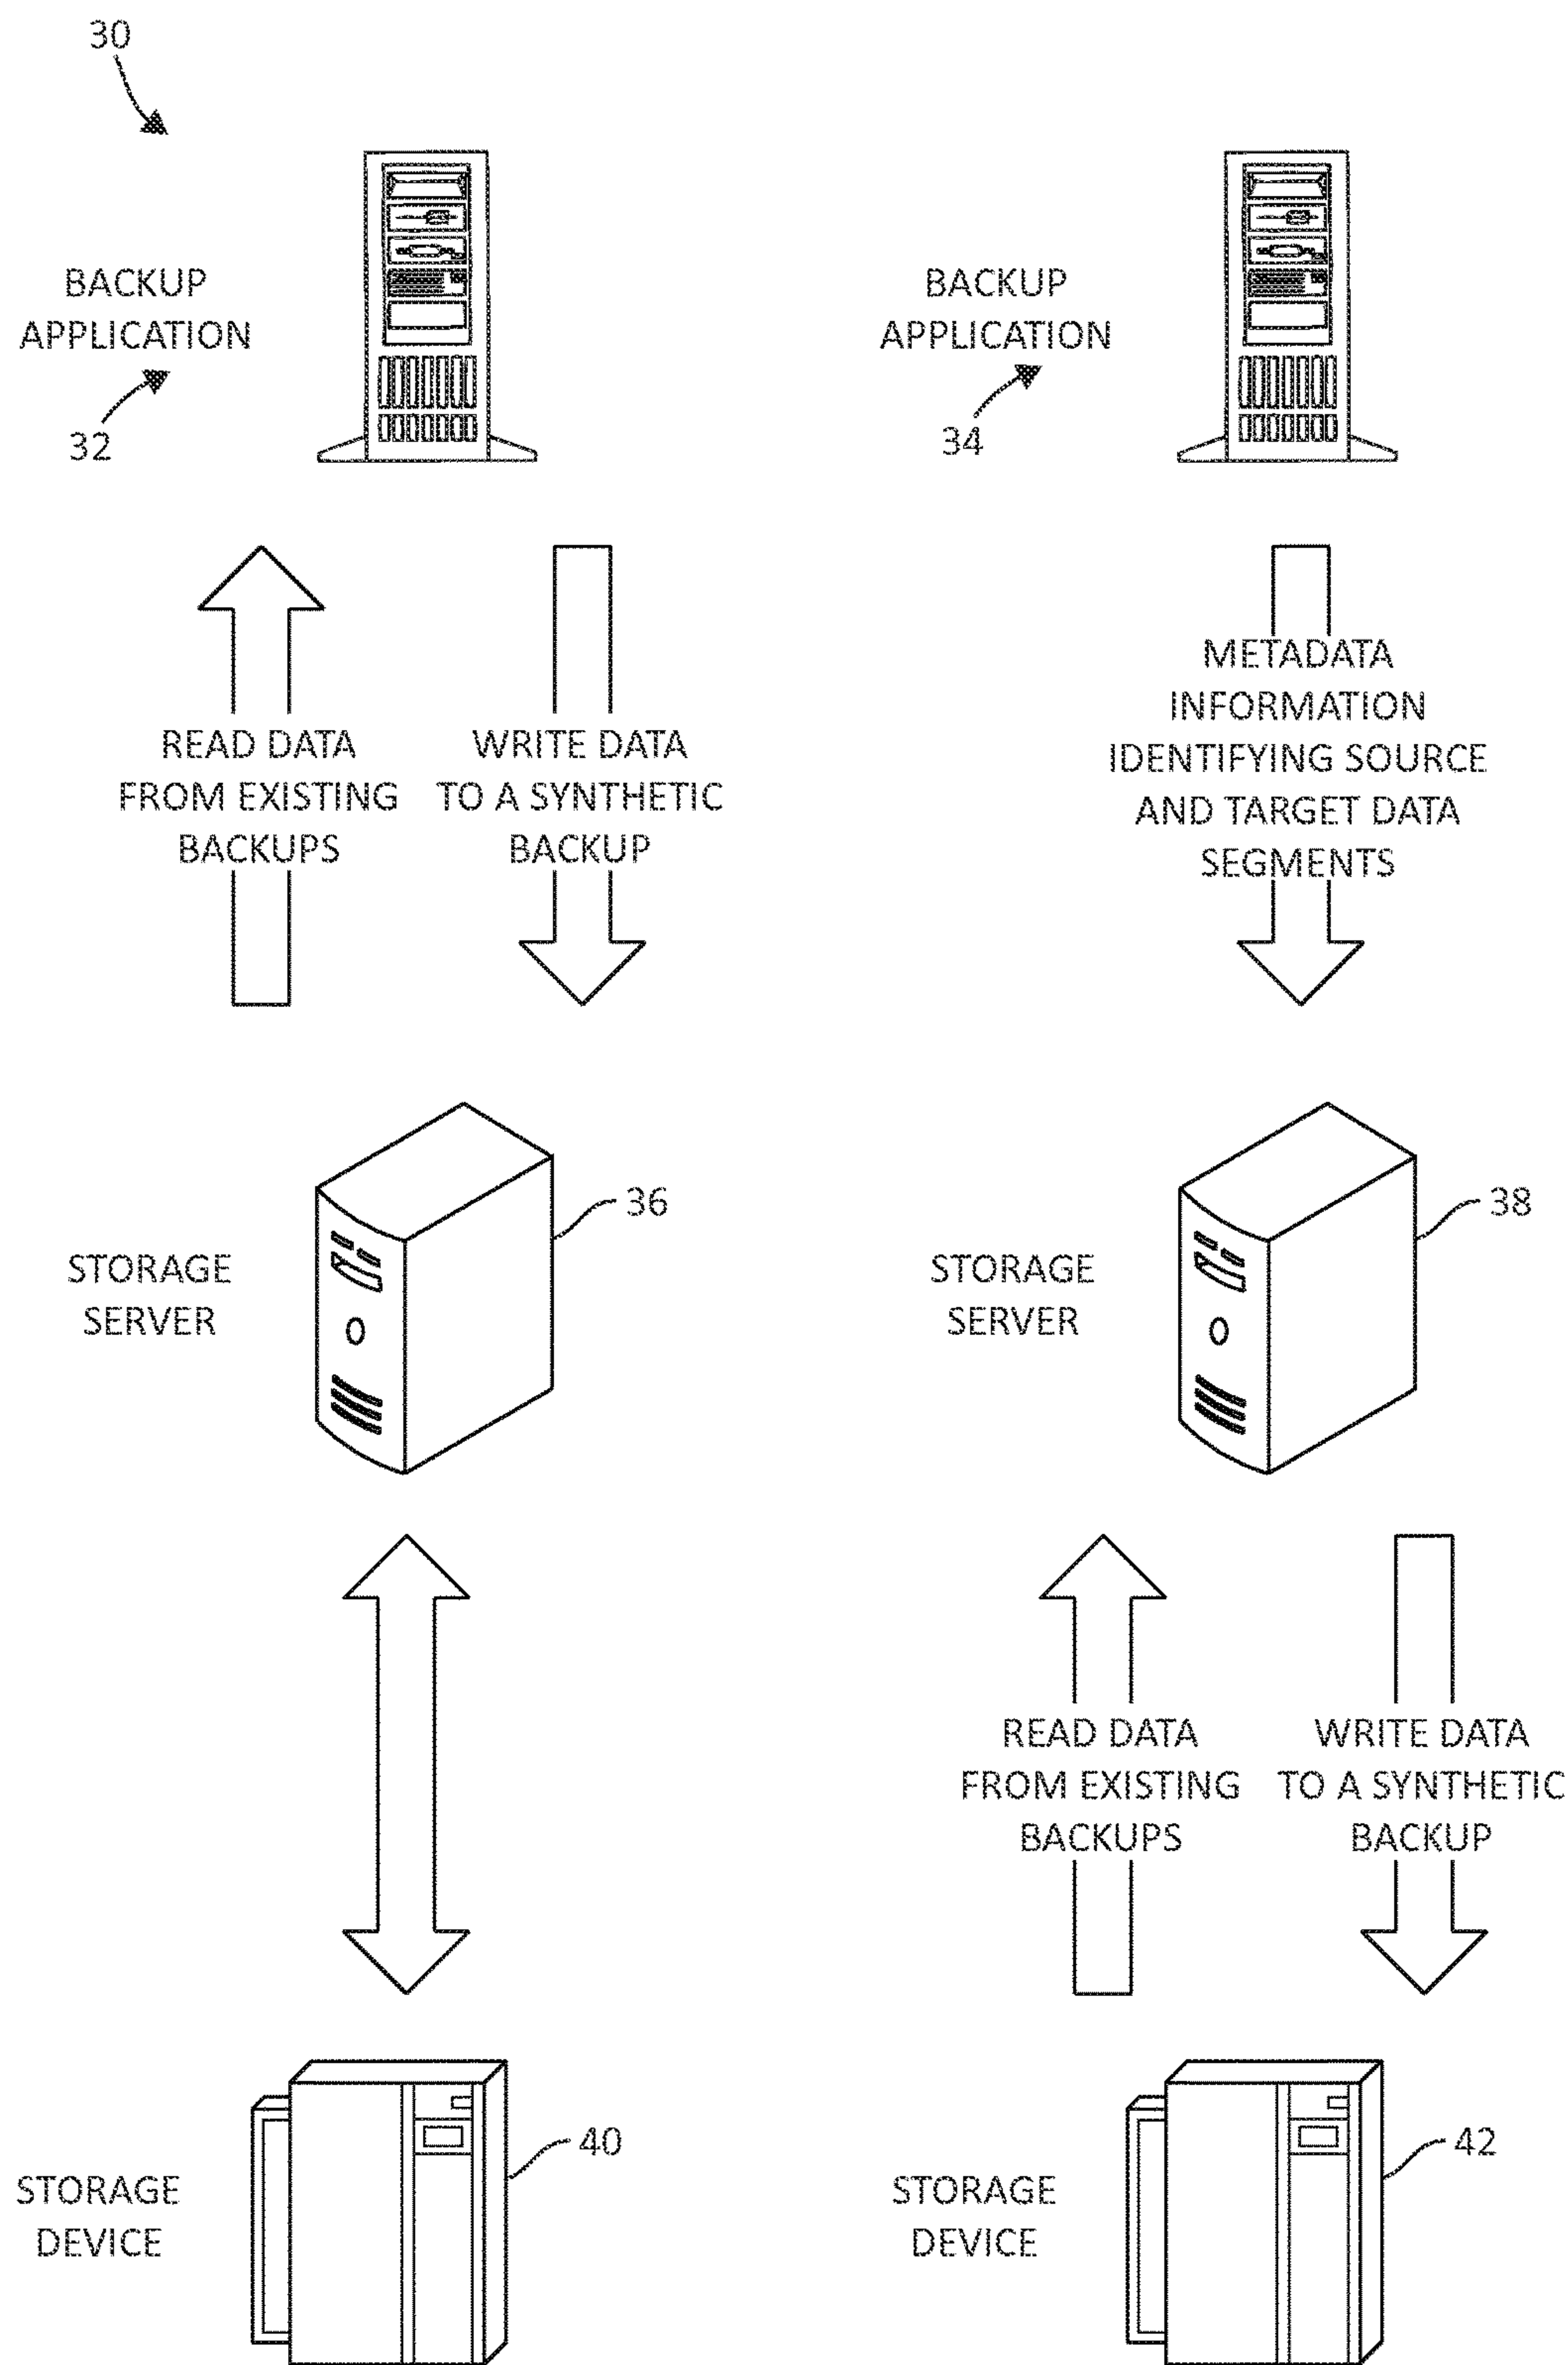 30
BACKUP
APPLICATION
32
BACKUP
APPLICATION
34
READ DATA
FROM EXISTING
BACKUPS
WRITE DATA
TO A SYNTHETIC
BACKUP
METADATA
INFORMATION
IDENTIFYING SOURCE
AND TARGET DATA
SEGMENTS
STORAGE
SERVER
36
STORAGE
SERVER
38
READ DATA
FROM EXISTING
BACKUPS
WRITE DATA
TO A SYNTHETIC
BACKUP
STORAGE
DEVICE
40
STORAGE
DEVICE
42